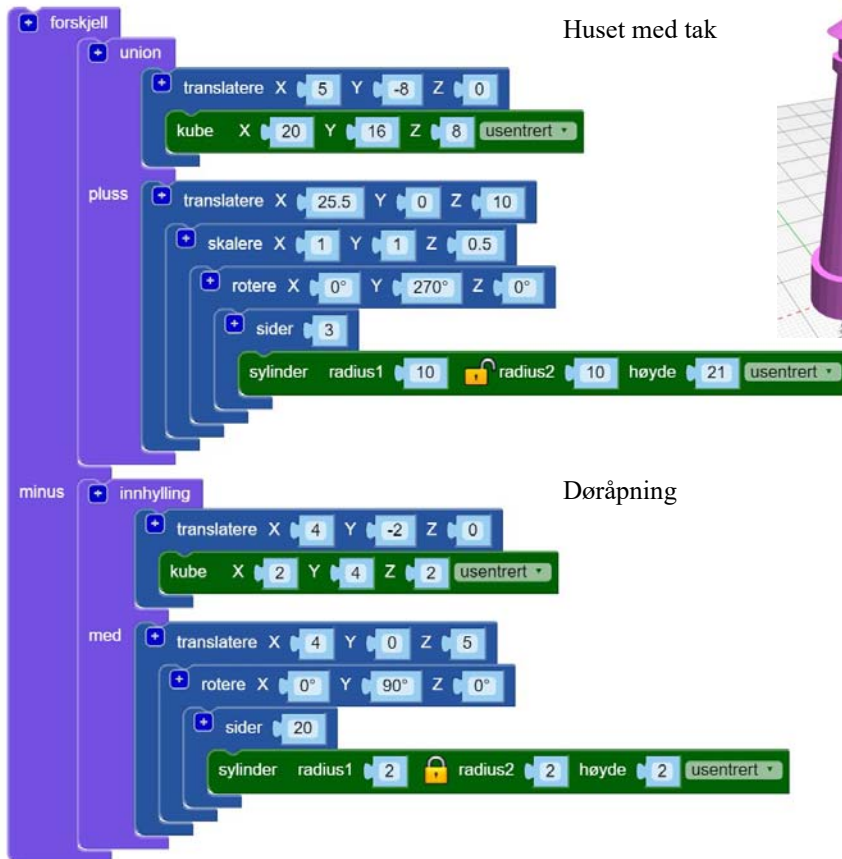 forskjell
Huset med tak
union
translatere X 5 Y -8 Z 0
kube X 20 Y 16 Z 8 usentrert
pluss translatere X 25.5 Y 0 Z 10
skalere X 1 Y 1 Z 0.5
rotere X 0° Y 270° Z 0°
sider 3
sylinder radius1 10 radius2 10 høyde 21 usentrert
minus innhylling
Døråpning
translatere X 4 Y -2 Z 0
kube X 2 Y 4 Z 2 usentrert
med translatere X 4 Y 0 Z 5
rotere X 0° Y 90° Z 0°
sider 20
sylinder radius1 2 radius2 2 høyde 2 usentrert